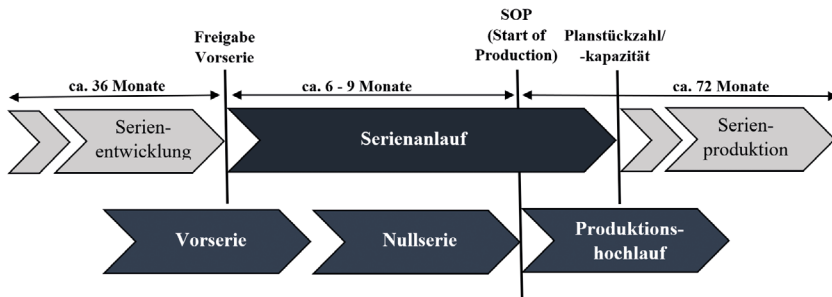 Freigabe
Vorserie
SOP
(Start of
Production)
Planstückzahl/
-kapazität
ca. 36 Monate
ca. 6 - 9 Monate
ca. 72 Monate
Serien-
entwicklung
Serienanlauf
Serien-
produktion
Vorserie
Nullserie
Produktions-
hochlauf